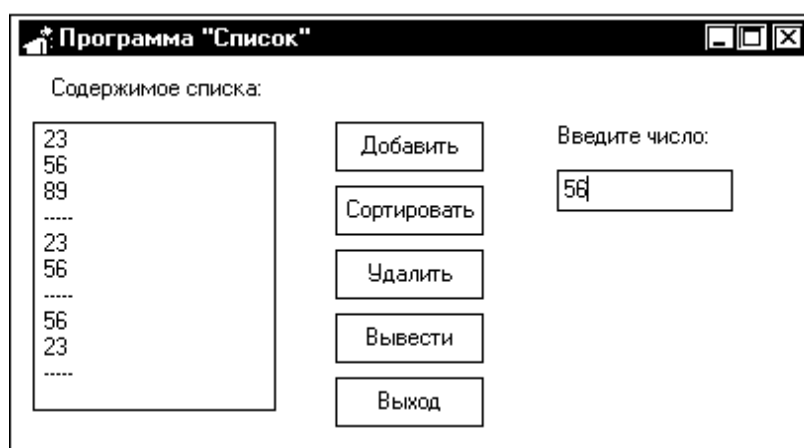 Программа "Список"
Содержимое списка:
23
56
89
-----
23
56
-----
56
23
-----
Добавить
Сортировать
Удалить
Вывести
Выход
Введите число:
56